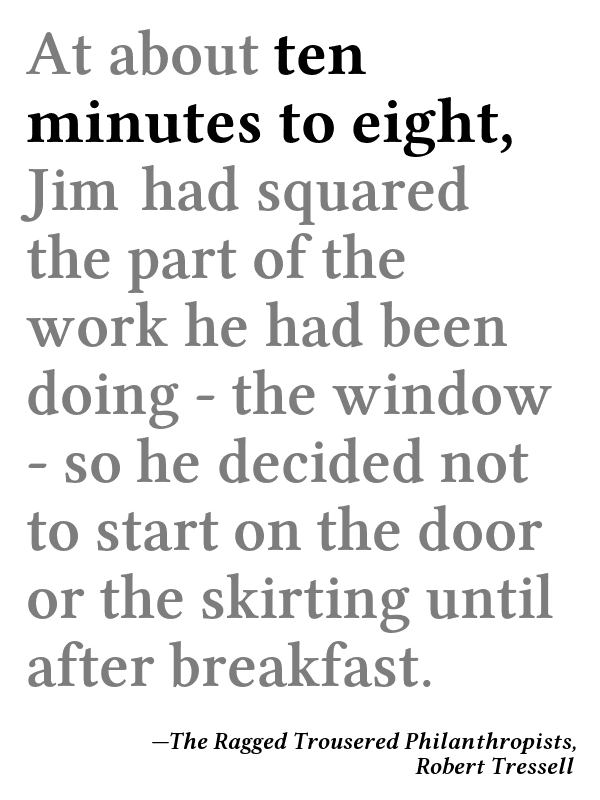 At about ten
minutes to eight,
Jim had squared
the part of the
work he had been
doing - the window
- so he decided not
to start on the door
or the skirting until
after breakfast.
—The Ragged Trousered Philanthropists,
Robert Tressell